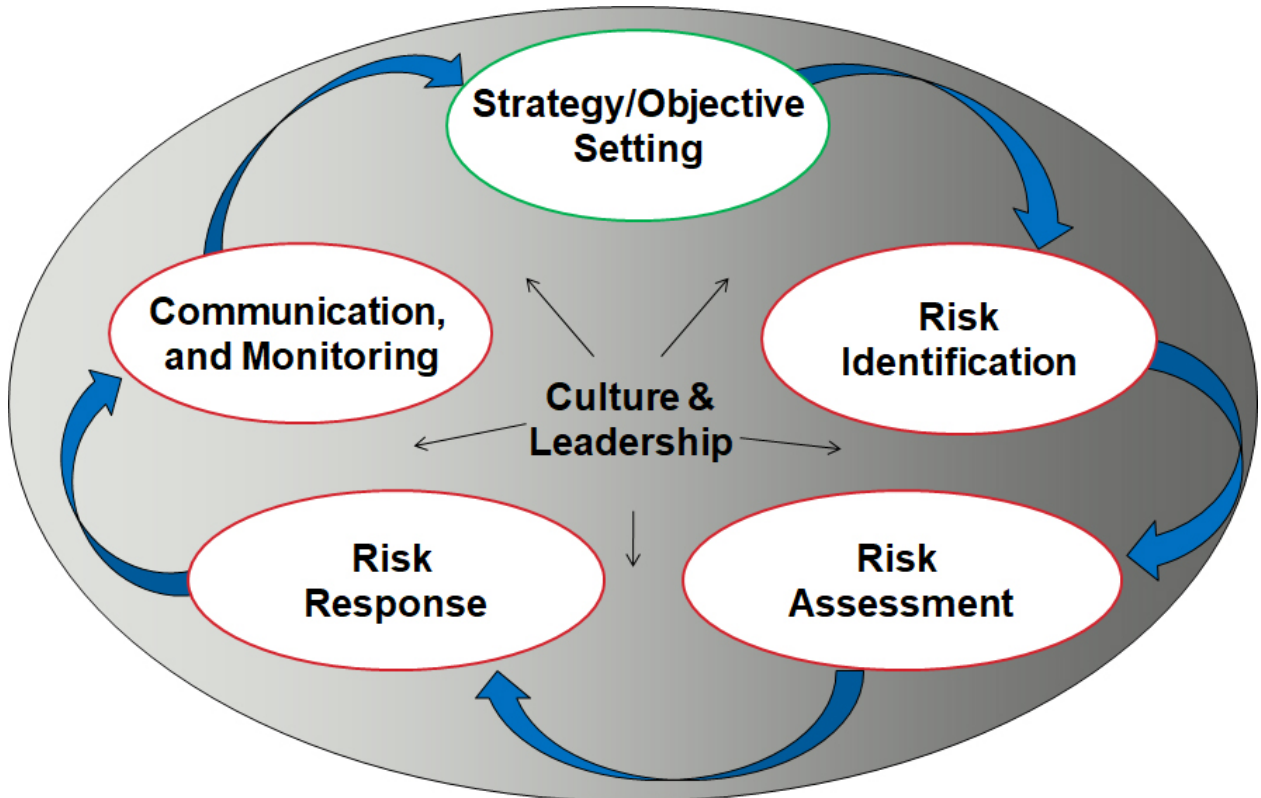 Strategy/Objective
Setting
Risk
Identification
Risk
Assessment
Risk
Response
Communication,
and Monitoring
Culture &
Leadership